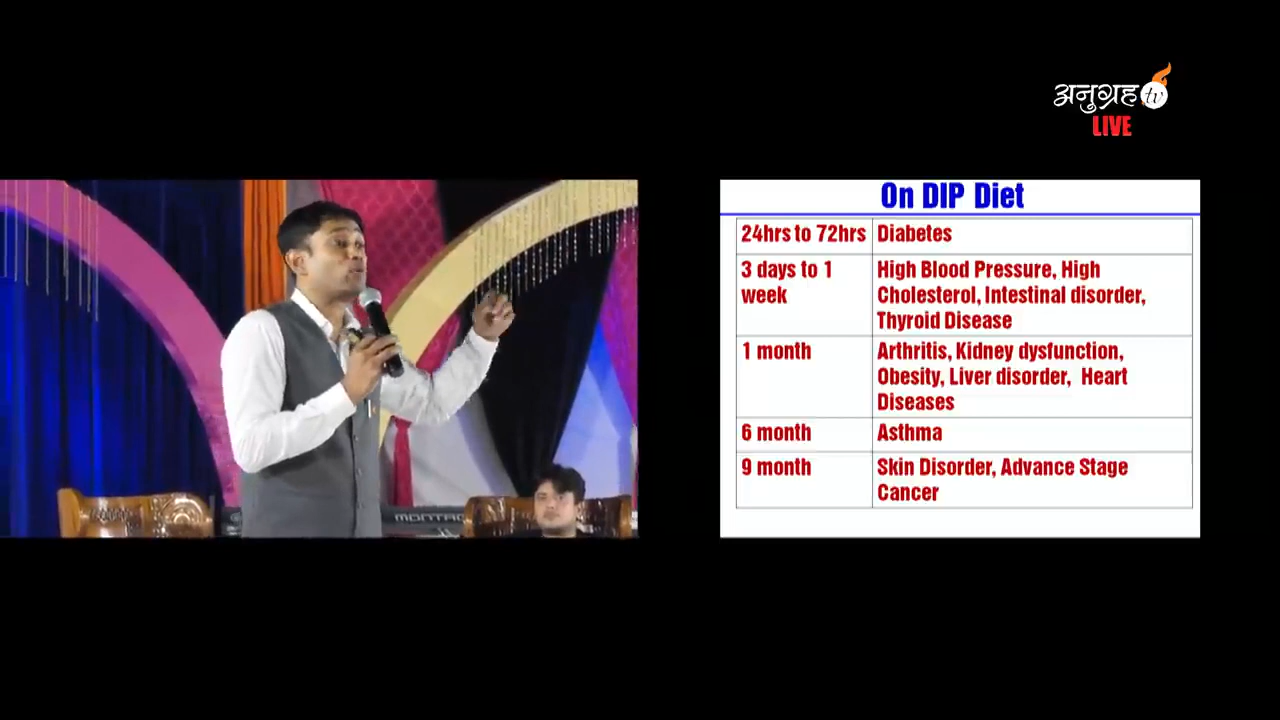 अनुग्रह tv
LIVE
On DIP Diet
24hrs to 72hrs Diabetes
3 days to 1 High Blood Pressure, High
week Cholesterol, Intestinal disorder,
Thyroid Disease
1 month Arthritis, Kidney dysfunction,
Obesity, Liver disorder, Heart
Diseases
6 month Asthma
9 month Skin Disorder, Advance Stage
Cancer
MONTAG